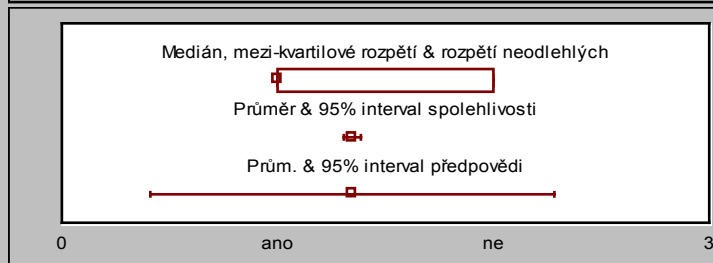 Medián, mezi-kvartilové rozpětí & rozpětí neodlehlých
Průměr & 95% interval spolehlivosti
Prům. & 95% interval předpovědi
0 ano ne 3